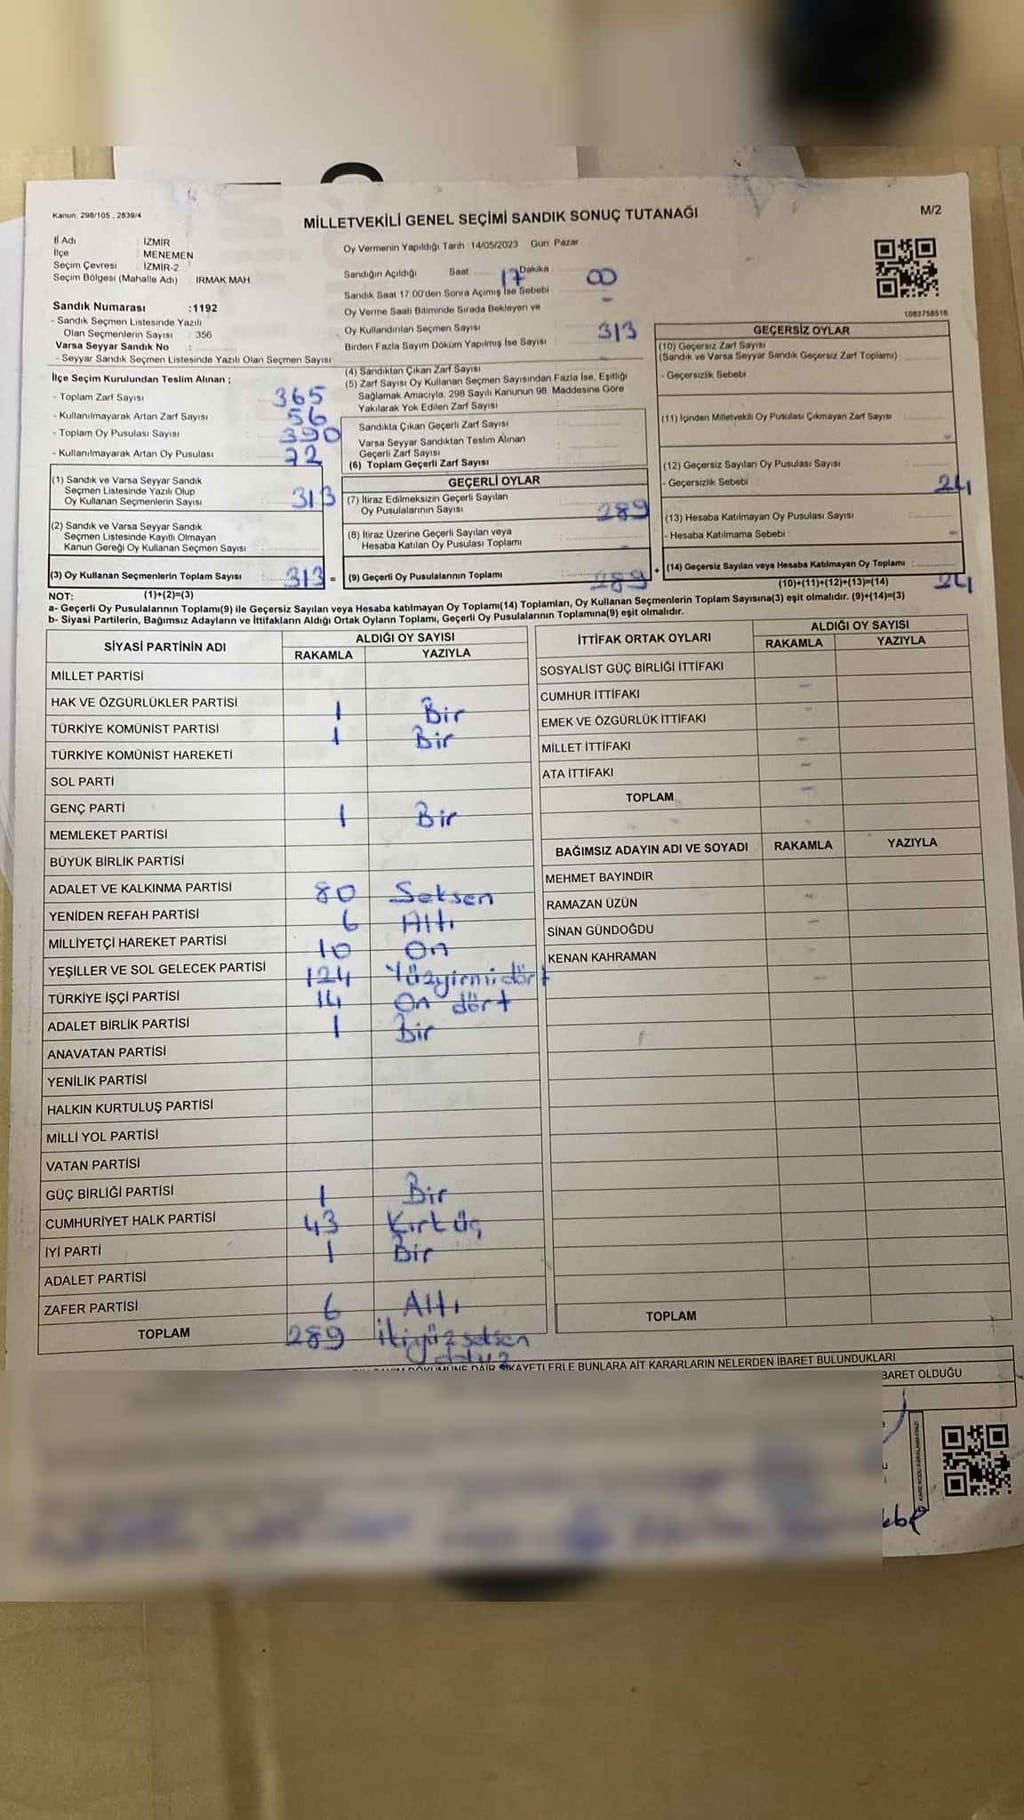 Kanun, 298/105 , 2839/4
MİLLETVEKİLİ GENEL SEÇİMİ SANDIK SONUÇ TUTANAĞI
M/2
İl Adı : İZMİR
İlçe : MENEMEN
Seçim Çevresi : İZMİR-2
Seçim Bölgesi (Mahalle Adı) : IRMAK MAH.
Oy Vermenin Yapıldığı Tarih : 14/05/2023 Gün Pazar
Sandığın Açıldığı Saat 17 Dakika 00
Sandık Saat 17.00'den Sonra Açımış İse Sebebi -
Oy Verme Saati Bitiminde Sırada Bekleyen ve
Oy Kullandırılan Seçmen Sayısı 313
Birden Fazla Sayım Döküm Yapılmış İse Sayısı
1083756516
Sandık Numarası :1192
- Sandık Seçmen Listesinde Yazılı
Olan Seçmenlerin Sayısı : 356
Varsa Seyyar Sandık No :
- Seyyar Sandık Seçmen Listesinde Yazılı Olan Seçmen Sayısı
İlçe Seçim Kurulundan Teslim Alınan ;
- Toplam Zarf Sayısı 365
- Kullanılmayarak Artan Zarf Sayısı 56
- Toplam Oy Pusulası Sayısı 390
- Kullanılmayarak Artan Oy Pusulası 72
(1) Sandık ve Varsa Seyyar Sandık
Seçmen Listesinde Yazılı Olup
Oy Kullanan Seçmenlerin Sayısı 313
(2) Sandık ve Varsa Seyyar Sandık
Seçmen Listesinde Kayıtlı Olmayan
Kanun Gereği Oy Kullanan Seçmen Sayısı
(3) Oy Kullanan Seçmenlerin Toplam Sayısı 313 =
(1)+(2)=(3)
(4) Sandıktan Çıkan Zarf Sayısı
(5) Zarf Sayısı Oy Kullanan Seçmen Sayısından Fazla İse, Eşitliği
Sağlamak Amacıyla, 298 Sayılı Kanunun 98. Maddesine Göre
Yakılarak Yok Edilen Zarf Sayısı
Sandıkta Çıkan Geçerli Zarf Sayısı
Varsa Seyyar Sandıktan Teslim Alınan
Geçerli Zarf Sayısı
(6) Toplam Geçerli Zarf Sayısı
GEÇERLİ OYLAR
(7) İtiraz Edilmeksizin Geçerli Sayılan
Oy Pusulalarının Sayısı 289
(8) İtiraz Üzerine Geçerli Sayılan veya
Hesaba Katılan Oy Pusulası Toplamı -
(9) Geçerli Oy Pusulalarının Toplamı 289 +
GEÇERSİZ OYLAR
(10) Geçersiz Zarf Sayısı
(Sandık ve Varsa Seyyar Sandık Geçersiz Zarf Toplamı)
- Geçersizlik Sebebi
(11) İçinden Milletvekili Oy Pusulası Çıkmayan Zarf Sayısı -
(12) Geçersiz Sayılan Oy Pusulası Sayısı
- Geçersizlik Sebebi 24
(13) Hesaba Katılmayan Oy Pusulası Sayısı
- Hesaba Katılmama Sebebi -
(14) Geçersiz Sayılan veya Hesaba Katılmayan Oy Toplamı : 24
(10)+(11)+(12)+(13)=(14)
NOT:
a- Geçerli Oy Pusulalarının Toplamı(9) ile Geçersiz Sayılan veya Hesaba katılmayan Oy Toplamı(14) Toplamları, Oy Kullanan Seçmenlerin Toplam Sayısına(3) eşit olmalıdır. (9)+(14)=(3)
b- Siyasi Partilerin, Bağımsız Adayların ve İttifakların Aldığı Ortak Oyların Toplamı, Geçerli Oy Pusulalarının Toplamına(9) eşit olmalıdır.
SİYASİ PARTİNİN ADI ALDIĞI OY SAYISI
RAKAMLA YAZIYLA
MİLLET PARTİSİ
HAK VE ÖZGÜRLÜKLER PARTİSİ 1 Bir
TÜRKİYE KOMÜNİST PARTİSİ 1 Bir
TÜRKİYE KOMÜNİST HAREKETİ
SOL PARTİ
GENÇ PARTİ 1 Bir
MEMLEKET PARTİSİ
BÜYÜK BİRLİK PARTİSİ
ADALET VE KALKINMA PARTİSİ 80 Seksen
YENİDEN REFAH PARTİSİ 6 Altı
MİLLİYETÇİ HAREKET PARTİSİ 10 On
YEŞİLLER VE SOL GELECEK PARTİSİ 124 Yüzyirmidört
TÜRKİYE İŞÇİ PARTİSİ 14 On dört
ADALET BİRLİK PARTİSİ 1 Bir
ANAVATAN PARTİSİ
YENİLİK PARTİSİ
HALKIN KURTULUŞ PARTİSİ
MİLLİ YOL PARTİSİ
VATAN PARTİSİ
GÜÇ BİRLİĞİ PARTİSİ 1 Bir
CUMHURİYET HALK PARTİSİ 43 Kırk üç
İYİ PARTİ 1 Bir
ADALET PARTİSİ
ZAFER PARTİSİ 6 Altı
TOPLAM 289 İkiyüzseksen
dokuz
İTTİFAK ORTAK OYLARI ALDIĞI OY SAYISI
RAKAMLA YAZIYLA
SOSYALİST GÜÇ BİRLİĞİ İTTİFAKI
CUMHUR İTTİFAKI -
EMEK VE ÖZGÜRLÜK İTTİFAKI -
MİLLET İTTİFAKI -
ATA İTTİFAKI -
TOPLAM -
BAĞIMSIZ ADAYIN ADI VE SOYADI RAKAMLA YAZIYLA
MEHMET BAYINDIR
RAMAZAN ÜZÜN -
SİNAN GÜNDOĞDU -
KENAN KAHRAMAN -
TOPLAM
DÖKÜMÜNE DAİR ŞİKAYETLERLE BUNLARA AİT KARARLARIN NELERDEN İBARET BULUNDUKLARI
BARET OLDUĞU